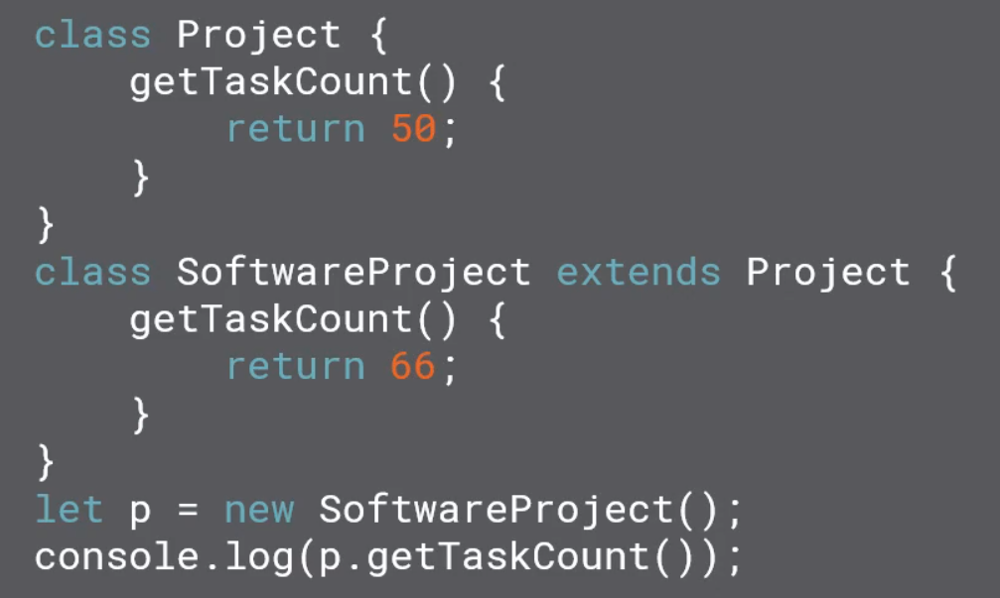 class Project {
    getTaskCount() {
        return 50;
    }
}
class SoftwareProject extends Project {
    getTaskCount() {
        return 66;
    }
}
let p = new SoftwareProject();
console.log(p.getTaskCount());